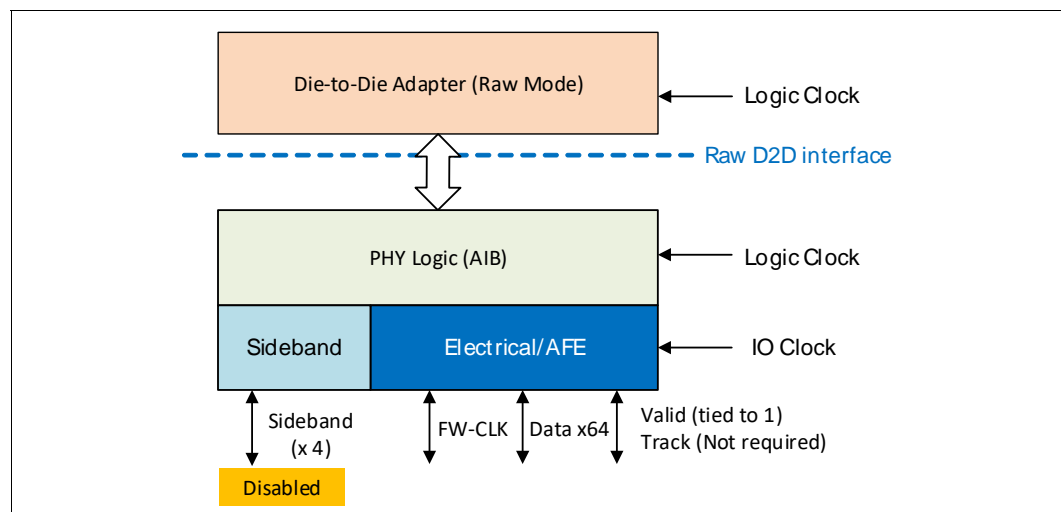 Die-to-Die Adapter (Raw Mode)
Logic Clock
Raw D2D interface
PHY Logic (AIB)
Logic Clock
Sideband
Electrical/AFE
IO Clock
Sideband
(x 4)
FW-CLK
Data x64
Valid (tied to 1)
Track (Not required)
Disabled